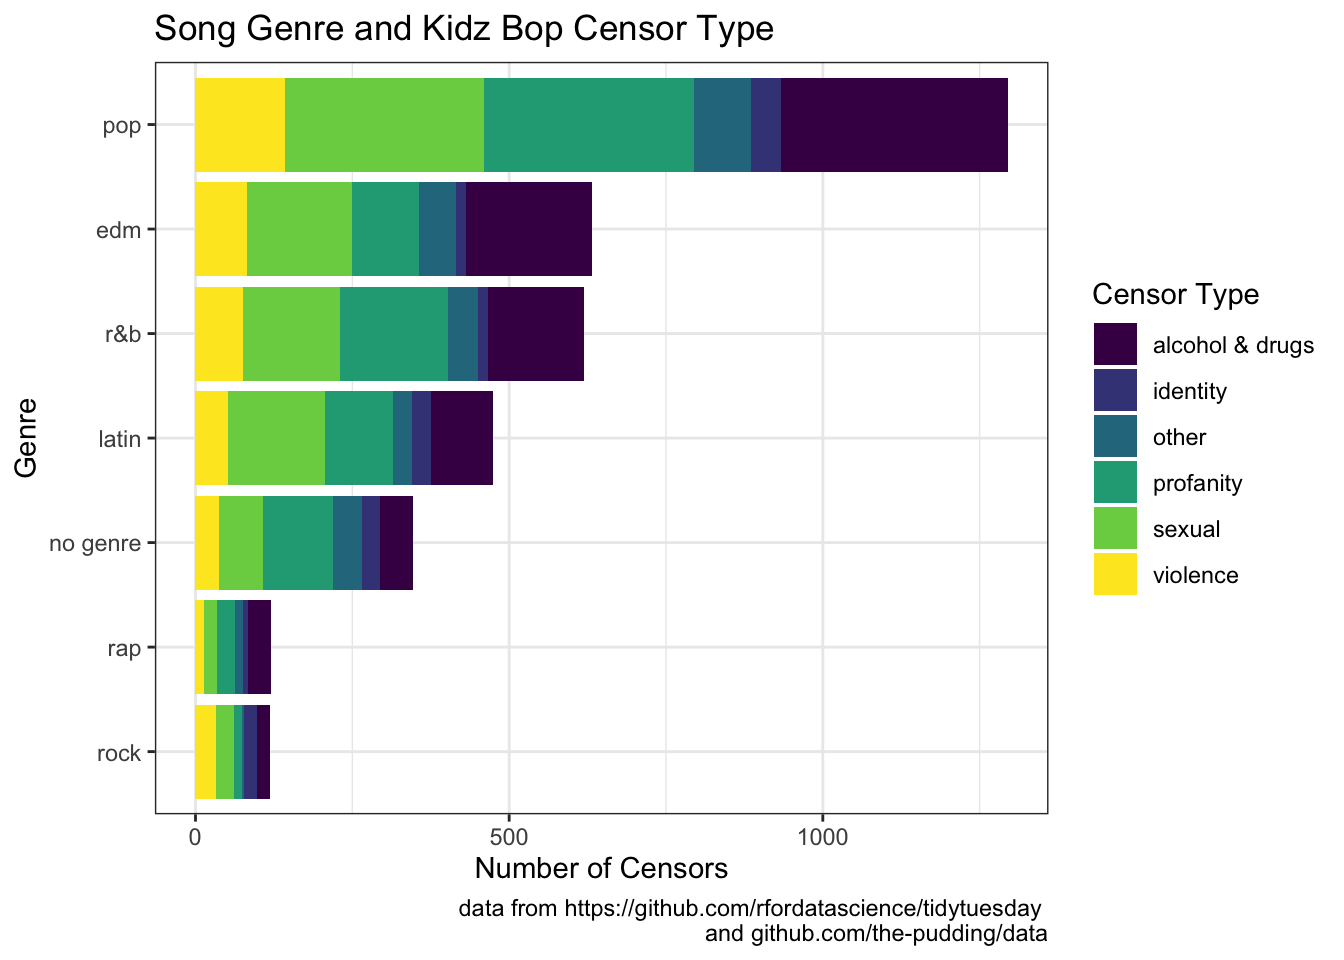 Song Genre and Kidz Bop Censor Type
Genre
pop
edm
r&b
latin
no genre
rap
rock
0 500 1000
Number of Censors
Censor Type
alcohol & drugs
identity
other
profanity
sexual
violence
data from https://github.com/rfordatascience/tidytuesday
and github.com/the-pudding/data